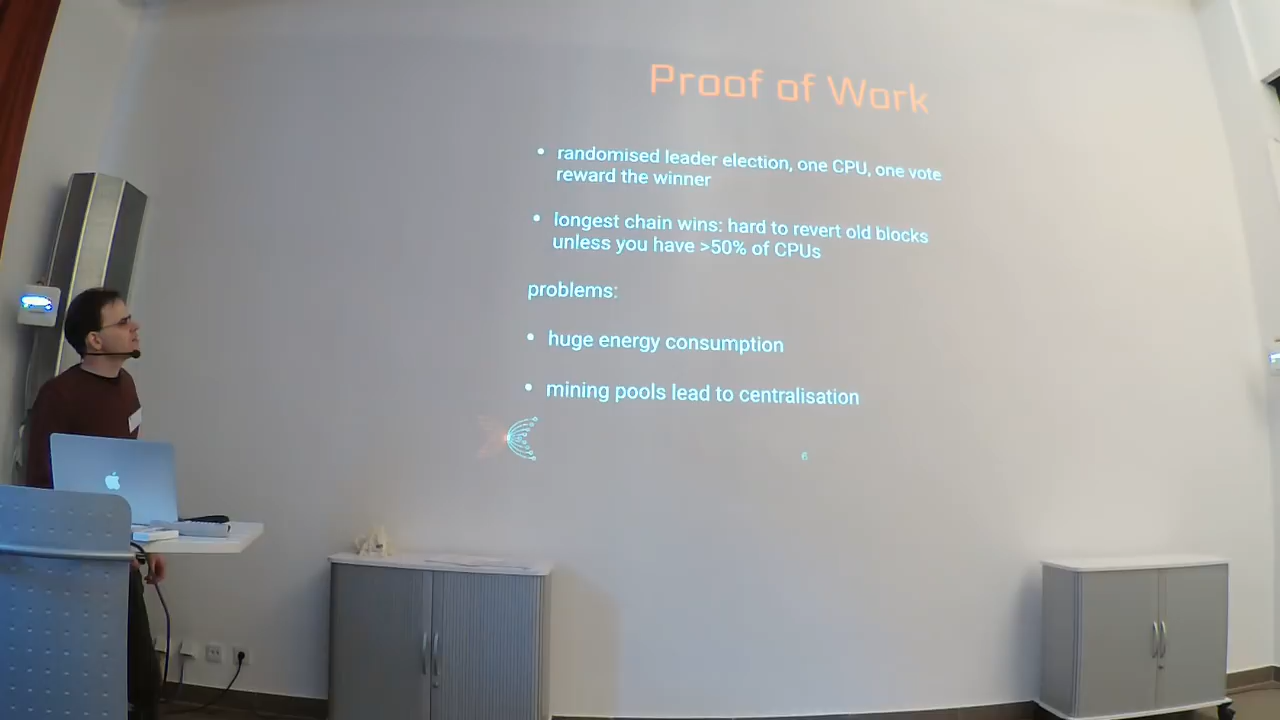 Proof of Work
• randomised leader election, one CPU, one vote
reward the winner
• longest chain wins: hard to revert old blocks
unless you have >50% of CPUs
problems:
• huge energy consumption
• mining pools lead to centralisation
6